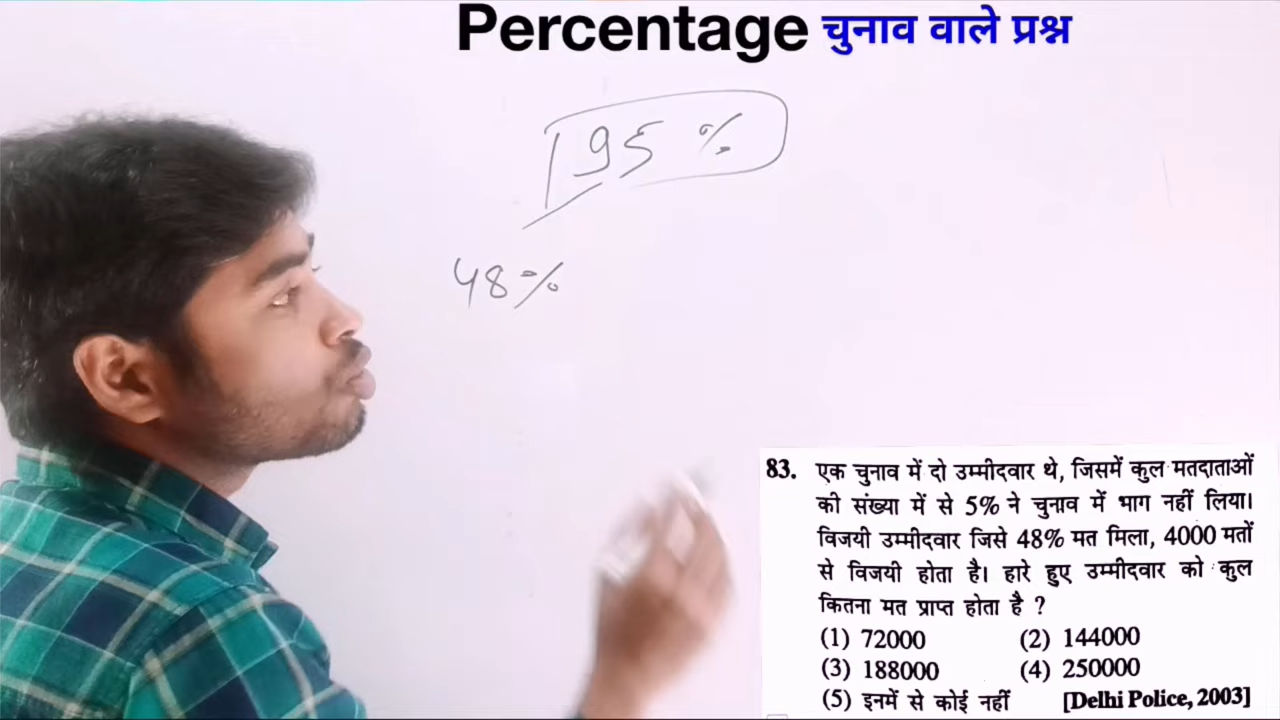 Percentage चुनाव वाले प्रश्न
95 %
48%
83. एक चुनाव में दो उम्मीदवार थे, जिसमें कुल मतदाताओं
की संख्या में से 5% ने चुनाव में भाग नहीं लिया।
विजयी उम्मीदवार जिसे 48% मत मिला, 4000 मतों
से विजयी होता है। हारे हुए उम्मीदवार को कुल
कितना मत प्राप्त होता है ?
(1) 72000 (2) 144000
(3) 188000 (4) 250000
(5) इनमें से कोई नहीं [Delhi Police, 2003]